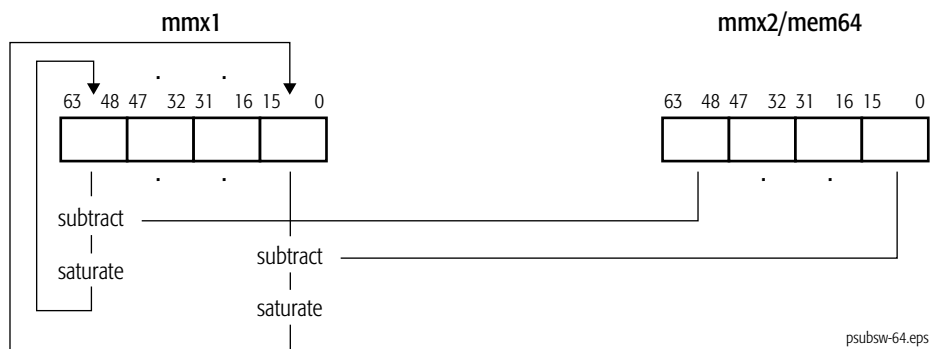 mmx1 mmx2/mem64
. .
63 48 47 32 31 16 15 0 63 48 47 32 31 16 15 0
. . . .
subtract
subtract
saturate
saturate
psubsw-64.eps